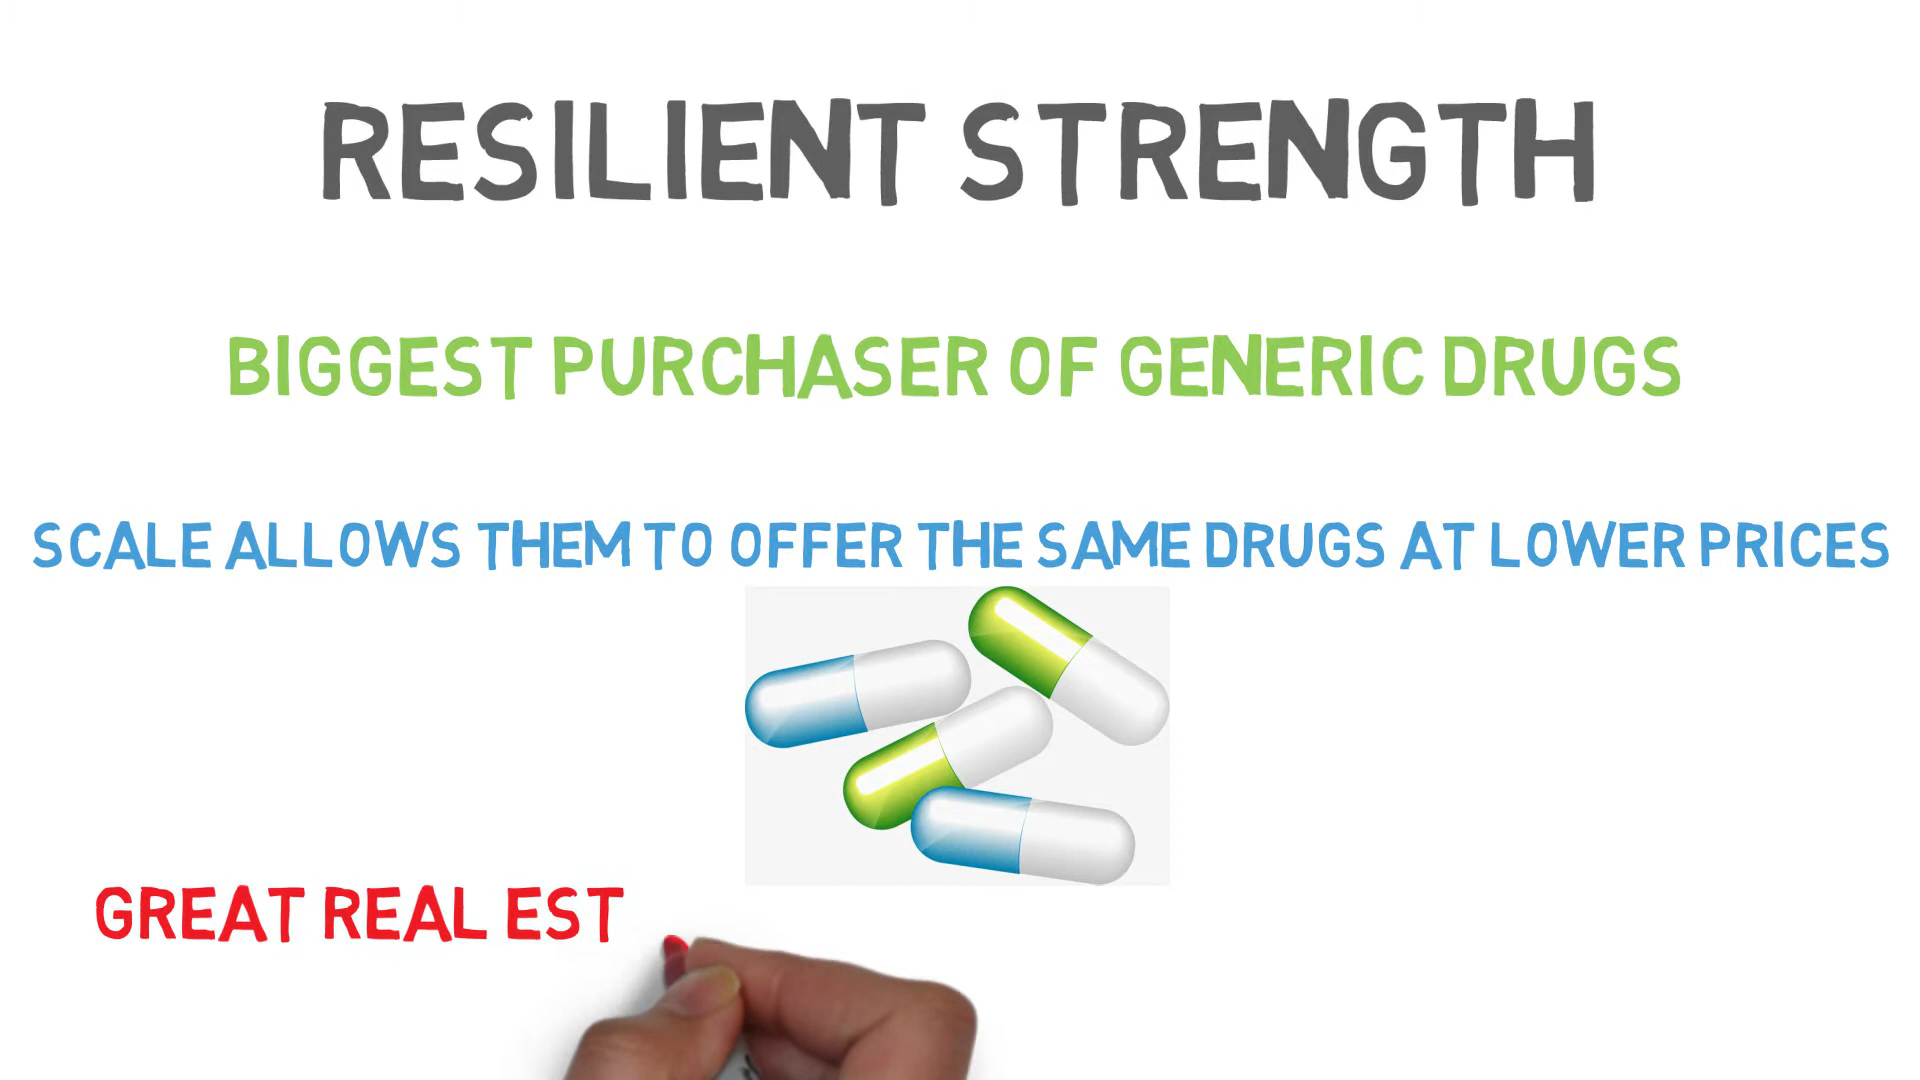 RESILIENT STRENGTH
BIGGEST PURCHASER OF GENERIC DRUGS
SCALE ALLOWS THEM TO OFFER THE SAME DRUGS AT LOWER PRICES
GREAT REAL EST